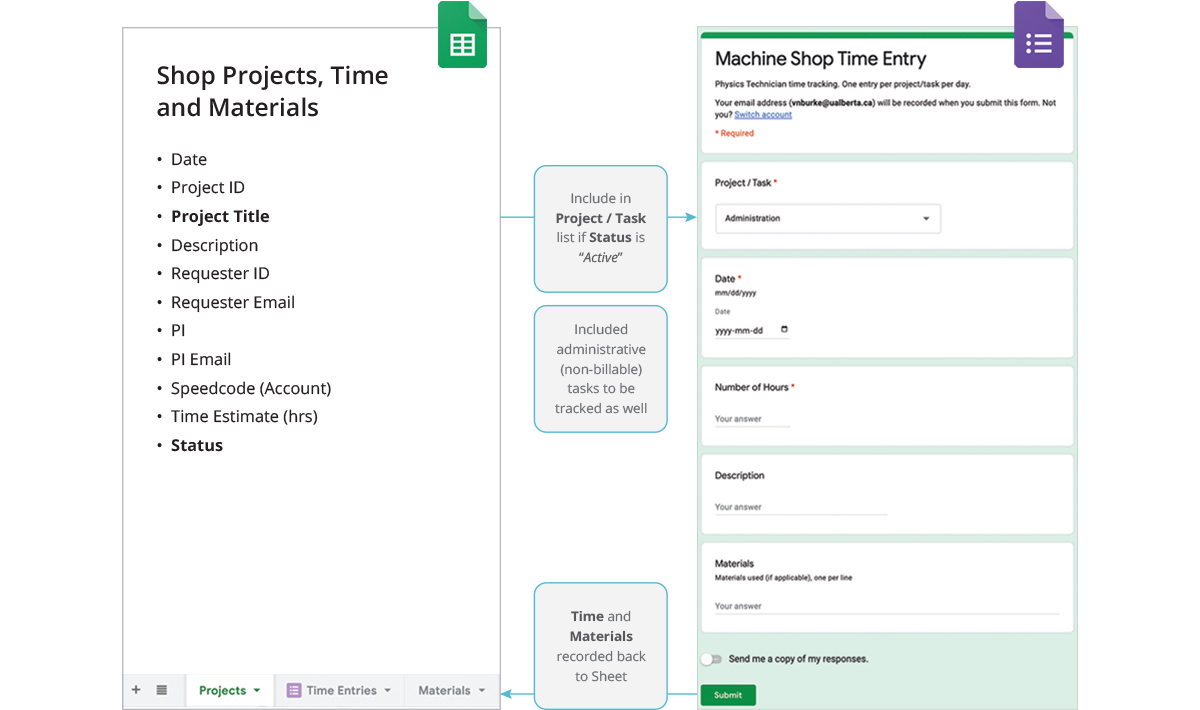 Shop Projects, Time
and Materials
• Date
• Project ID
• Project Title
• Description
• Requester ID
• Requester Email
• PI
• PI Email
• Speedcode (Account)
• Time Estimate (hrs)
• Status
+
Projects
Time Entries
Materials
Include in
Project / Task
list if Status is
“Active”
Included
administrative
(non-billable)
tasks to be
tracked as well
Time and
Materials
recorded back
to Sheet
Machine Shop Time Entry
Physics Technician time tracking. One entry per project/task per day.
Your email address (vnburke@ualberta.ca) will be recorded when you submit this form. Not
you? Switch account
* Required
Project / Task *
Administration
Date *
mm/dd/yyyy
Date
yyyy-mm-dd
Number of Hours *
Your answer
Description
Your answer
Materials
Materials used (if applicable), one per line
Your answer
Send me a copy of my responses.
Submit